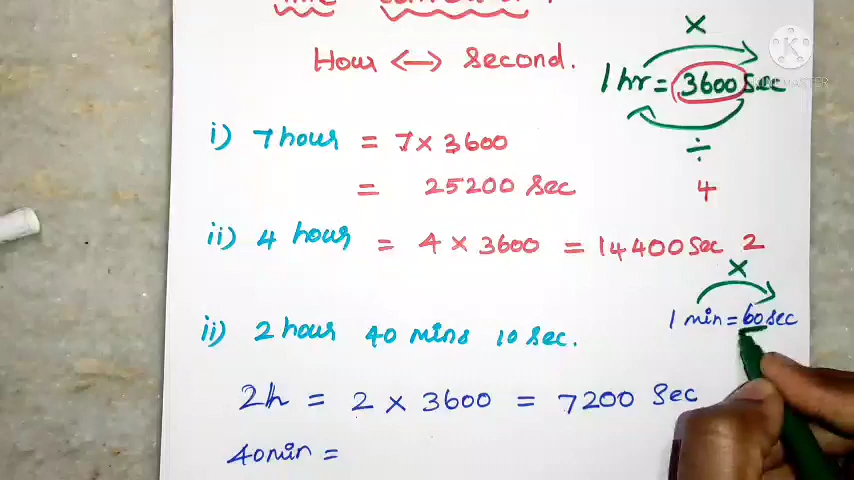 Hour <-> Second.
×
1 hr = 3600 Sec
÷
i) 7 hour = 7 × 3600
= 25200 Sec
4
ii) 4 hour = 4 × 3600 = 14400 Sec
2
×
1 min = 60 sec
ii) 2 hour 40 mins 10 sec.
2h = 2 × 3600 = 7200 Sec
40min =
K